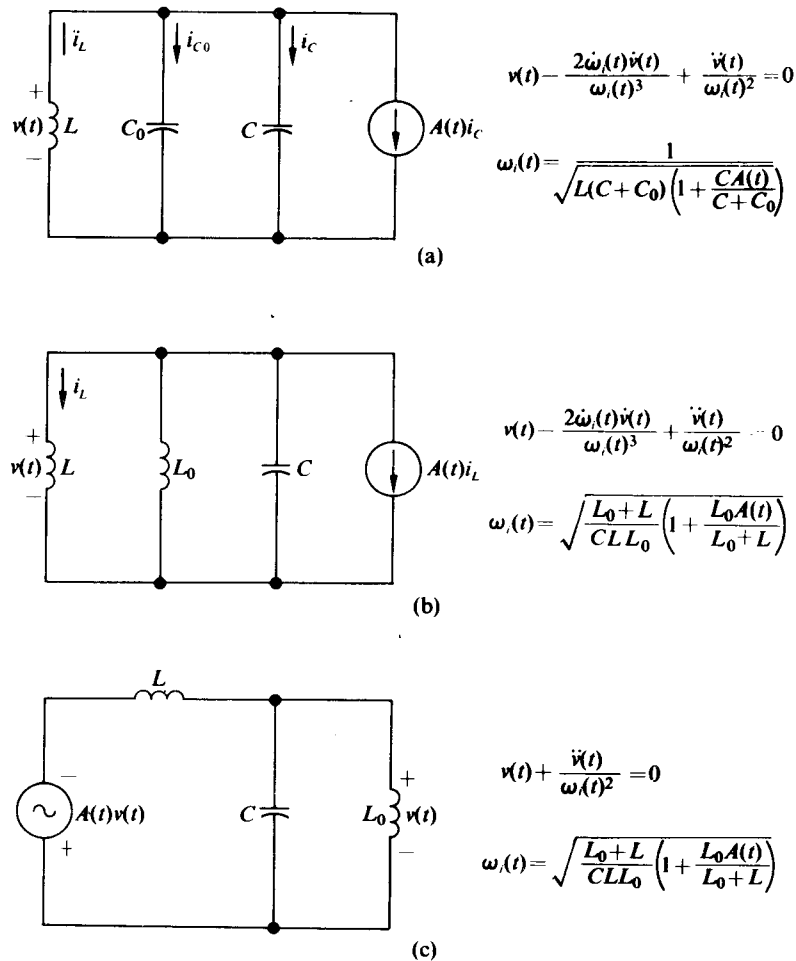 i_L i_{C0} i_C
+
v(t) L C₀ C A(t)i_C
−
v(t) − 2ω̇_i(t)v̇(t)/ω_i(t)³ + v̈(t)/ω_i(t)² = 0
ω_i(t) = 1/√(L(C + C₀)(1 + CA(t)/(C + C₀)))
(a)
i_L
+
v(t) L L₀ C A(t)i_L
−
v(t) − 2ω̇_i(t)v̇(t)/ω_i(t)³ + v̈(t)/ω_i(t)² = 0
ω_i(t) = √((L₀ + L)/(CLL₀)(1 + L₀A(t)/(L₀ + L)))
(b)
L
−
+
A(t)v(t) C L₀ v(t)
+
−
v(t) + v̈(t)/ω_i(t)² = 0
ω_i(t) = √((L₀ + L)/(CLL₀)(1 + L₀A(t)/(L₀ + L)))
(c)